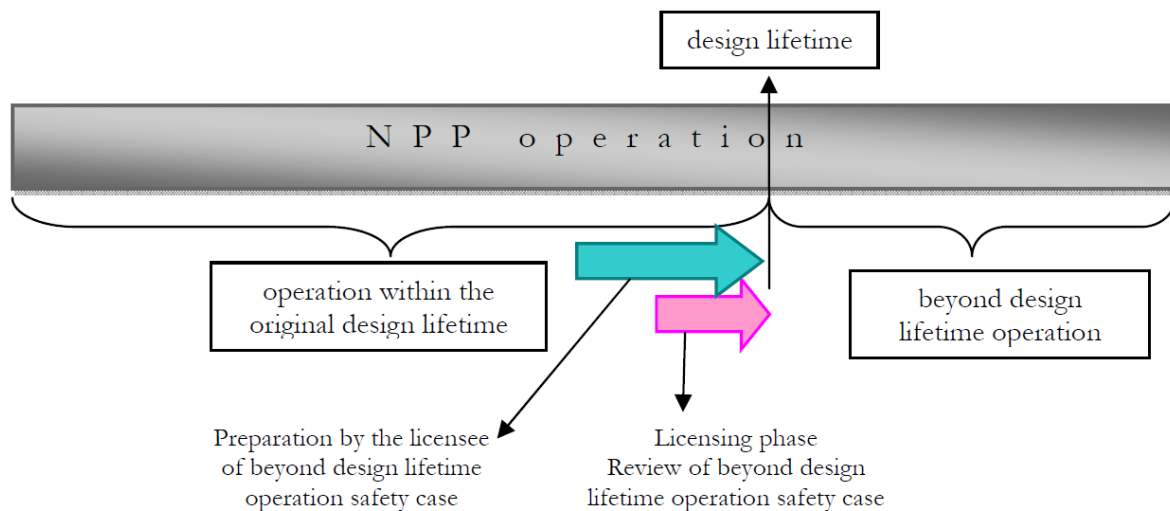 design lifetime
N P P o p e r a t i o n
operation within the
original design lifetime
beyond design
lifetime operation
Preparation by the licensee
of beyond design lifetime
operation safety case
Licensing phase
Review of beyond design
lifetime operation safety case